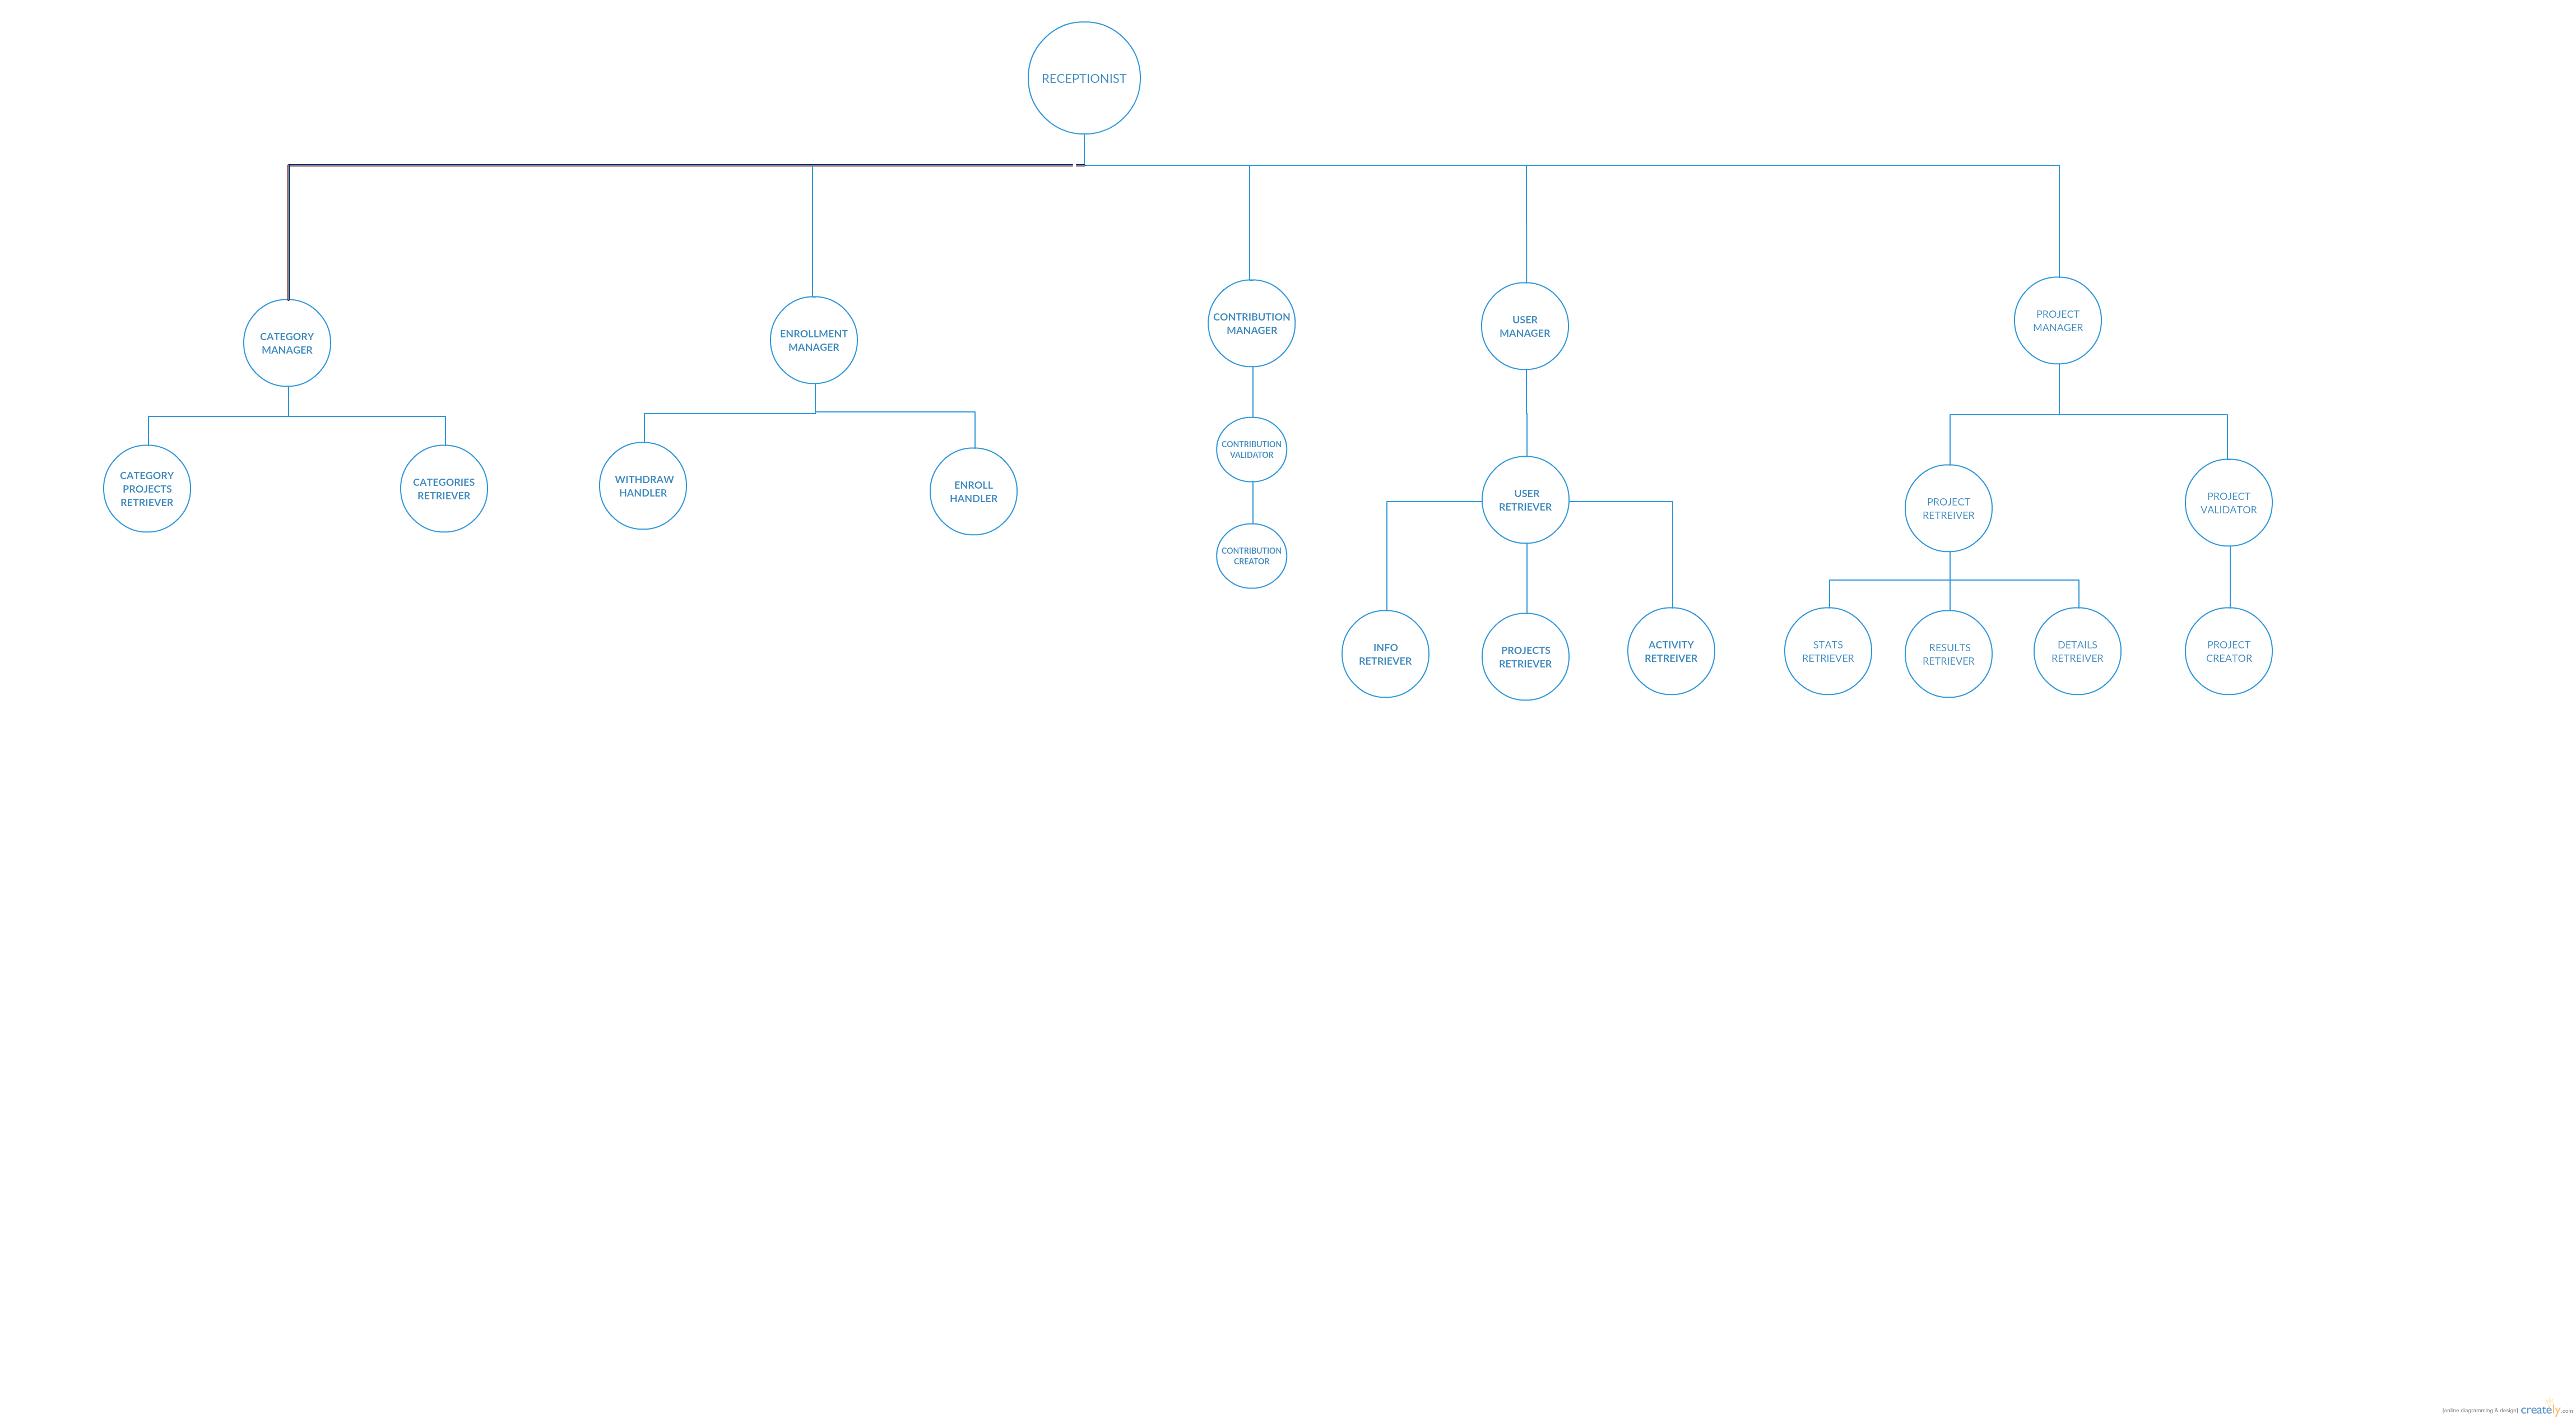 RECEPTIONIST
CATEGORY
MANAGER
ENROLLMENT
MANAGER
CONTRIBUTION
MANAGER
USER
MANAGER
PROJECT
MANAGER
CATEGORY
PROJECTS
RETRIEVER
CATEGORIES
RETRIEVER
WITHDRAW
HANDLER
ENROLL
HANDLER
CONTRIBUTION
VALIDATOR
CONTRIBUTION
CREATOR
USER
RETRIEVER
PROJECT
RETREIVER
PROJECT
VALIDATOR
INFO
RETRIEVER
PROJECTS
RETRIEVER
ACTIVITY
RETREIVER
STATS
RETRIEVER
RESULTS
RETRIEVER
DETAILS
RETREIVER
PROJECT
CREATOR
[online diagramming & design] creately.com